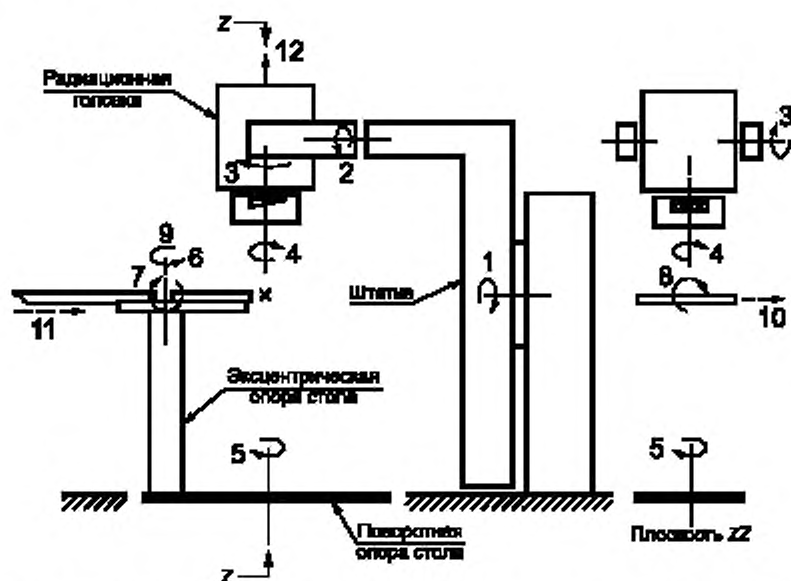 Z
12
Радиационная
головка
3
2
3
4
4
9
6
7
1
8
Штатив
x
11
10
Эксцентрическая
опора стола
5
5
Поворотная
опора стола
Плоскость ZZ
Z